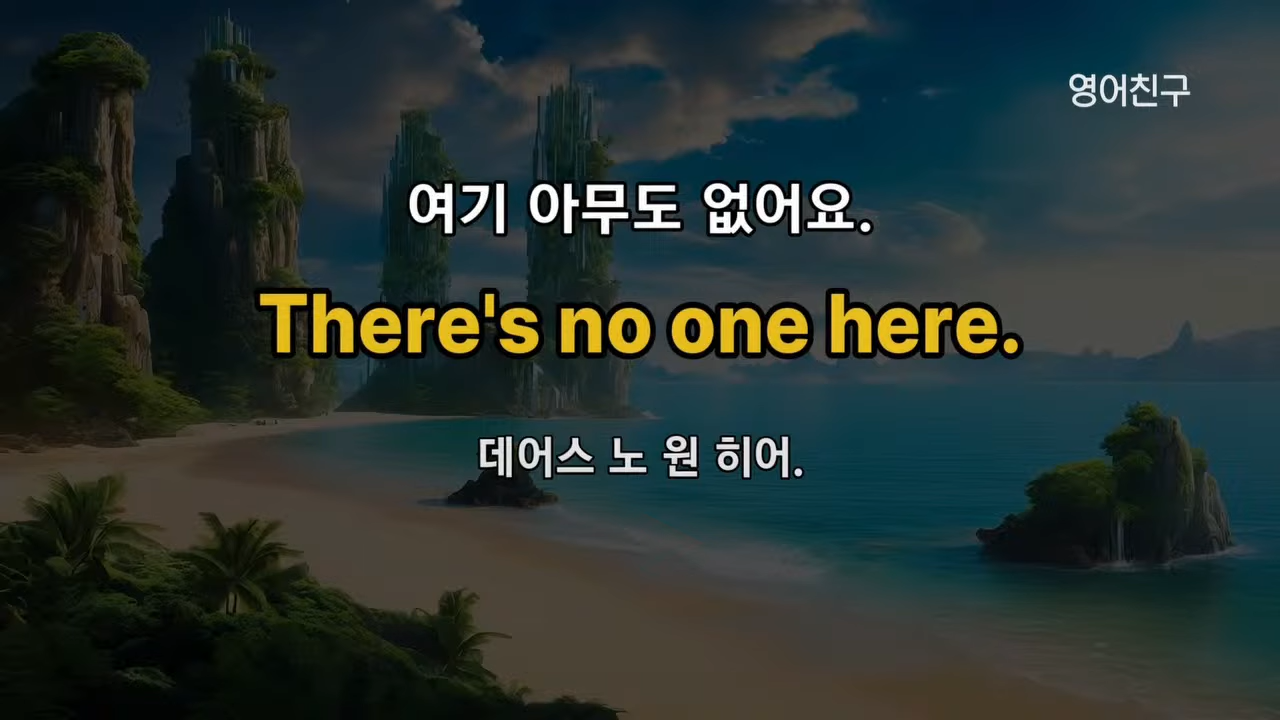 영어친구
여기 아무도 없어요.
There's no one here.
데어스 노 원 히어.